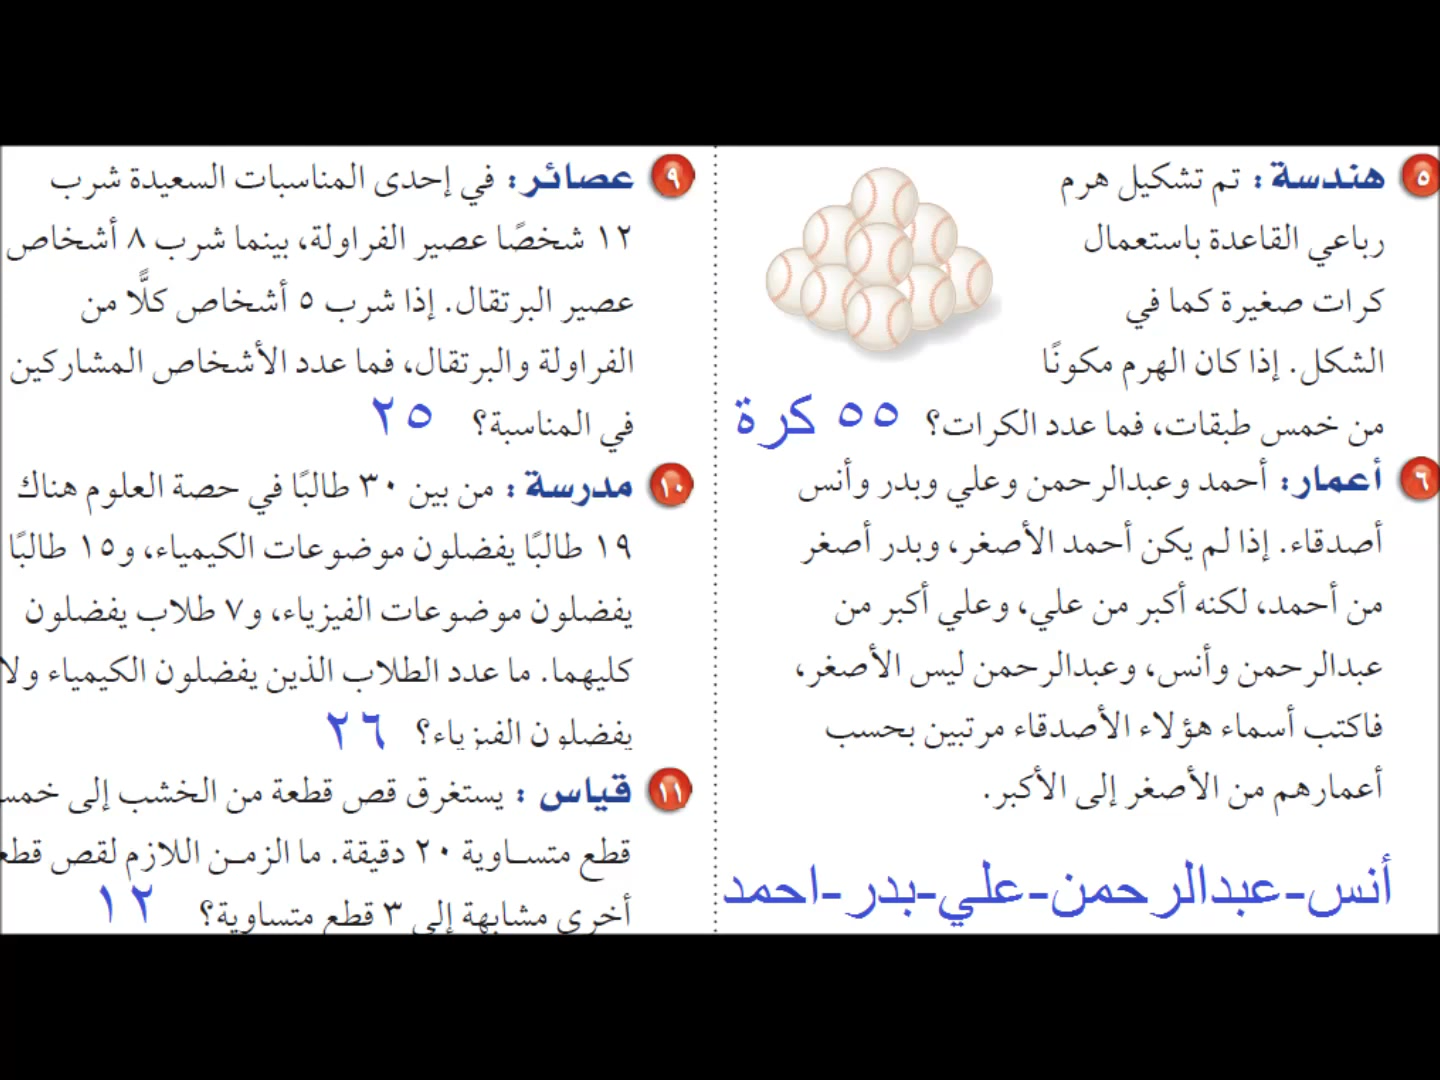 ٥ هندسة : تم تشكيل هرم
رباعي القاعدة باستعمال
كرات صغيرة كما في
الشكل. إذا كان الهرم مكونًا
من خمس طبقات، فما عدد الكرات؟ ٥٥ كرة
٦ أعمار: أحمد وعبدالرحمن وعلي وبدر وأنس
أصدقاء. إذا لم يكن أحمد الأصغر، وبدر أصغر
من أحمد، لكنه أكبر من علي، وعلي أكبر من
عبدالرحمن وأنس، وعبدالرحمن ليس الأصغر،
فاكتب أسماء هؤلاء الأصدقاء مرتبين بحسب
أعمارهم من الأصغر إلى الأكبر.
أنس-عبدالرحمن-علي-بدر-احمد
٩ عصائر: في إحدى المناسبات السعيدة شرب
١٢ شخصًا عصير الفراولة، بينما شرب ٨ أشخاص
عصير البرتقال. إذا شرب ٥ أشخاص كلًّا من
الفراولة والبرتقال، فما عدد الأشخاص المشاركين
في المناسبة؟ ٢٥
١٠ مدرسة : من بين ٣٠ طالبًا في حصة العلوم هناك
١٩ طالبًا يفضلون موضوعات الكيمياء، و١٥ طالبًا
يفضلون موضوعات الفيزياء، و٧ طلاب يفضلون
كليهما. ما عدد الطلاب الذين يفضلون الكيمياء ولا
يفضلون الفيزياء؟ ٢٦
١١ قياس : يستغرق قص قطعة من الخشب إلى خمس
قطع متساوية ٢٠ دقيقة. ما الزمن اللازم لقص قطعة
أخرى مشابهة إلى ٣ قطع متساوية؟ ١٢